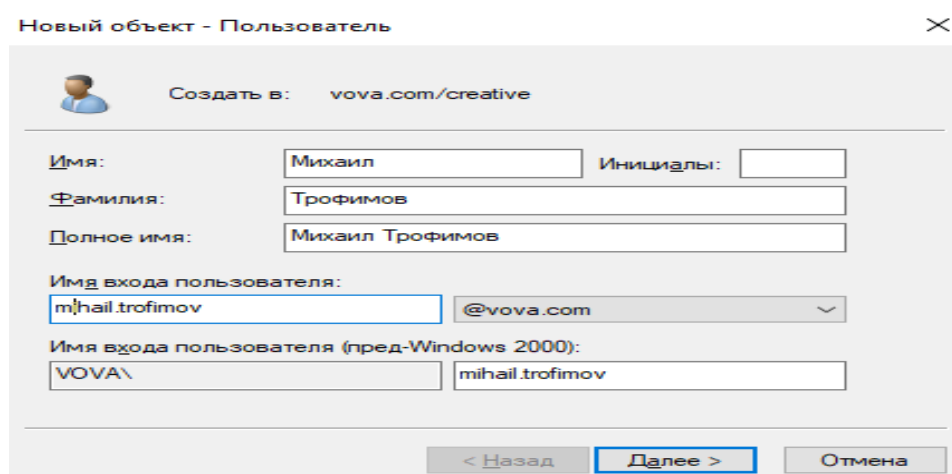 Новый объект - Пользователь
Создать в: vova.com/creative
Имя: Михаил Инициалы:
Фамилия: Трофимов
Полное имя: Михаил Трофимов
Имя входа пользователя:
mihail.trofimov @vova.com
Имя входа пользователя (пред-Windows 2000):
VOVA\ mihail.trofimov
< Назад Далее > Отмена